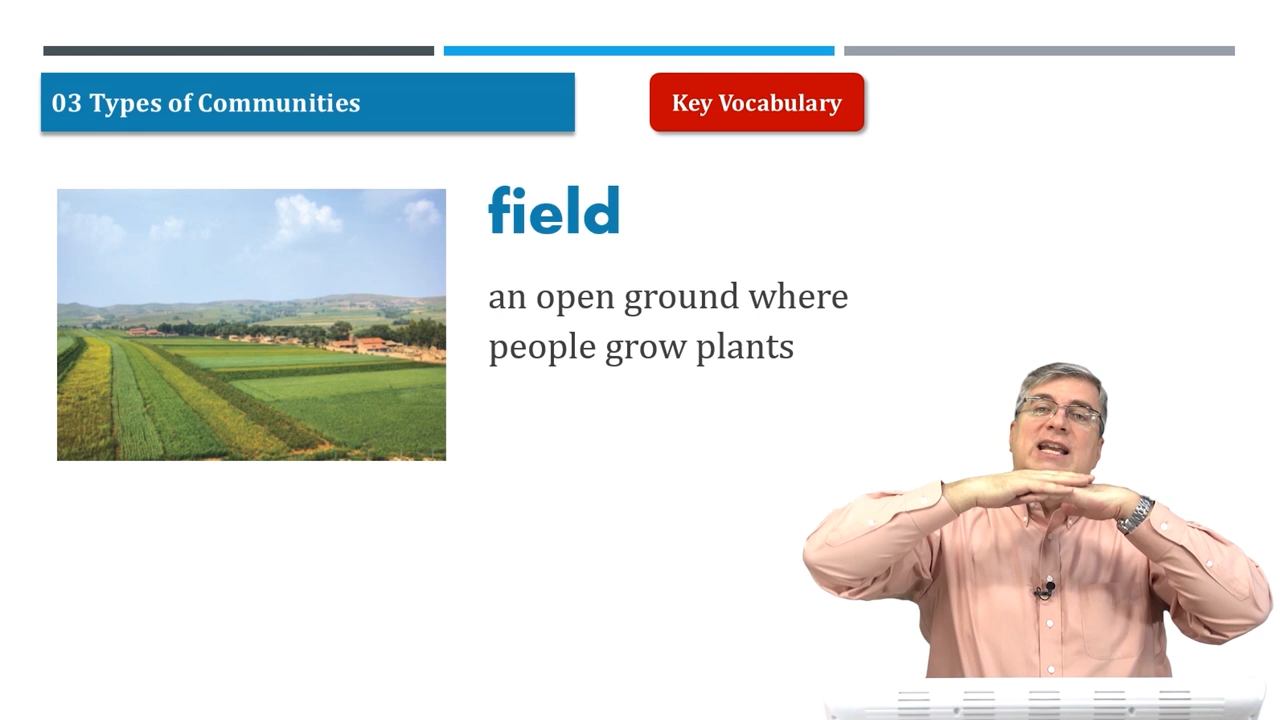 03 Types of Communities
Key Vocabulary
field
an open ground where
people grow plants